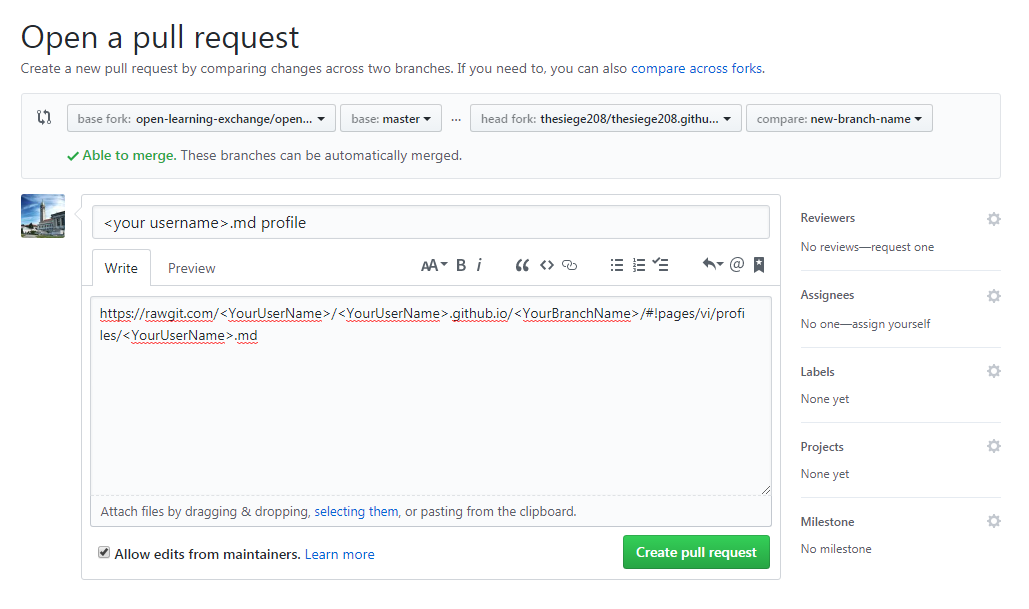 Open a pull request
Create a new pull request by comparing changes across two branches. If you need to, you can also compare across forks.
base fork: open-learning-exchange/open... base: master ... head fork: thesiege208/thesiege208.githu... compare: new-branch-name
Able to merge. These branches can be automatically merged.
<your username>.md profile
Write Preview AA B i “ <> @
https://rawgit.com/<YourUserName>/<YourUserName>.github.io/<YourBranchName>/#!pages/vi/profi
les/<YourUserName>.md
Attach files by dragging & dropping, selecting them, or pasting from the clipboard.
Allow edits from maintainers. Learn more
Create pull request
Reviewers
No reviews—request one
Assignees
No one—assign yourself
Labels
None yet
Projects
None yet
Milestone
No milestone